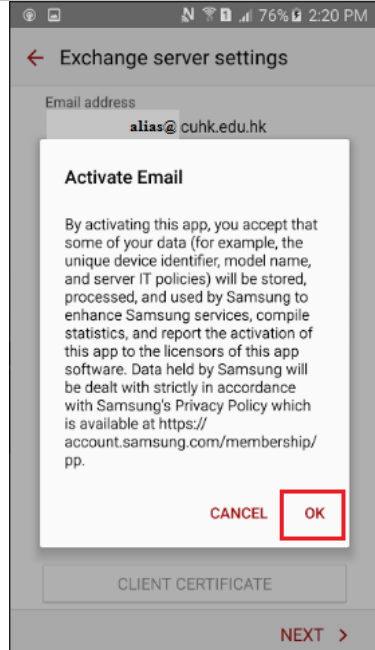 76% 2:20 PM
Exchange server settings
Email address
alias@ cuhk.edu.hk
Activate Email
By activating this app, you accept that
some of your data (for example, the
unique device identifier, model name,
and server IT policies) will be stored,
processed, and used by Samsung to
enhance Samsung services, compile
statistics, and report the activation of
this app to the licensors of this app
software. Data held by Samsung will
be dealt with strictly in accordance
with Samsung's Privacy Policy which
is available at https://
account.samsung.com/membership/
pp.
CANCEL OK
CLIENT CERTIFICATE
NEXT >